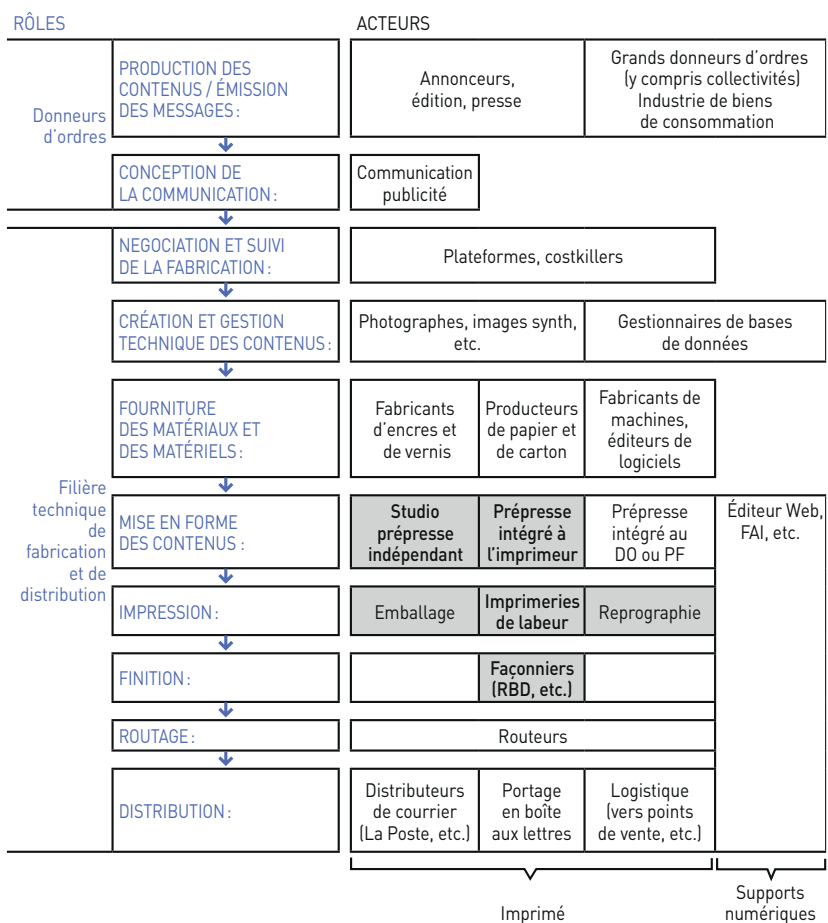 RÔLES
ACTEURS
Donneurs
d'ordres
PRODUCTION DES
CONTENUS / ÉMISSION
DES MESSAGES :
Annonceurs,
édition, presse
Grands donneurs d'ordres
(y compris collectivités)
Industrie de biens
de consommation
CONCEPTION DE
LA COMMUNICATION :
Communication
publicité
Filière
technique
de
fabrication
et de
distribution
NEGOCIATION ET SUIVI
DE LA FABRICATION :
Plateformes, costkillers
CRÉATION ET GESTION
TECHNIQUE DES CONTENUS :
Photographes, images synth,
etc.
Gestionnaires de bases
de données
FOURNITURE
DES MATÉRIAUX ET
DES MATÉRIELS :
Fabricants
d'encres et
de vernis
Producteurs
de papier et
de carton
Fabricants de
machines,
éditeurs de
logiciels
MISE EN FORME
DES CONTENUS :
Studio
prépresse
indépendant
Prépresse
intégré à
l'imprimeur
Prépresse
intégré au
DO ou PF
Éditeur Web,
FAI, etc.
IMPRESSION :
Emballage
Imprimeries
de labeur
Reprographie
FINITION :
Façonniers
(RBD, etc.)
ROUTAGE :
Routeurs
DISTRIBUTION :
Distributeurs
de courrier
(La Poste, etc.)
Portage
en boîte
aux lettres
Logistique
(vers points
de vente, etc.)
Imprimé
Supports
numériques